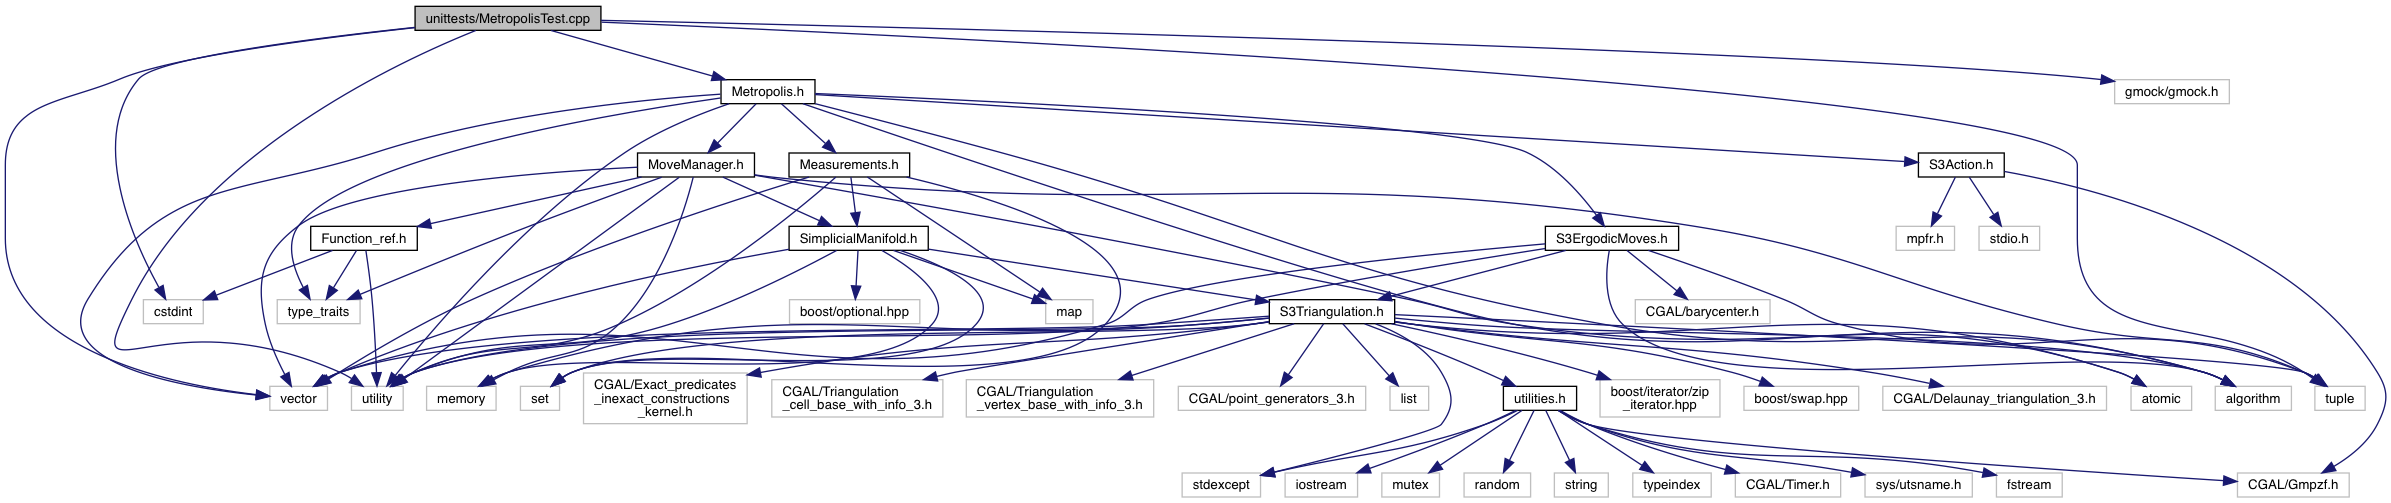 unittests/MetropolisTest.cpp
Metropolis.h
gmock/gmock.h
MoveManager.h
Measurements.h
S3Action.h
Function_ref.h
SimplicialManifold.h
S3ErgodicMoves.h
mpfr.h
stdio.h
cstdint
type_traits
boost/optional.hpp
map
S3Triangulation.h
CGAL/barycenter.h
vector
utility
memory
set
CGAL/Exact_predicates
_inexact_constructions
_kernel.h
CGAL/Triangulation
_cell_base_with_info_3.h
CGAL/Triangulation
_vertex_base_with_info_3.h
CGAL/point_generators_3.h
list
utilities.h
boost/iterator/zip
_iterator.hpp
boost/swap.hpp
CGAL/Delaunay_triangulation_3.h
atomic
algorithm
tuple
stdexcept
iostream
mutex
random
string
typeindex
CGAL/Timer.h
sys/utsname.h
fstream
CGAL/Gmpzf.h